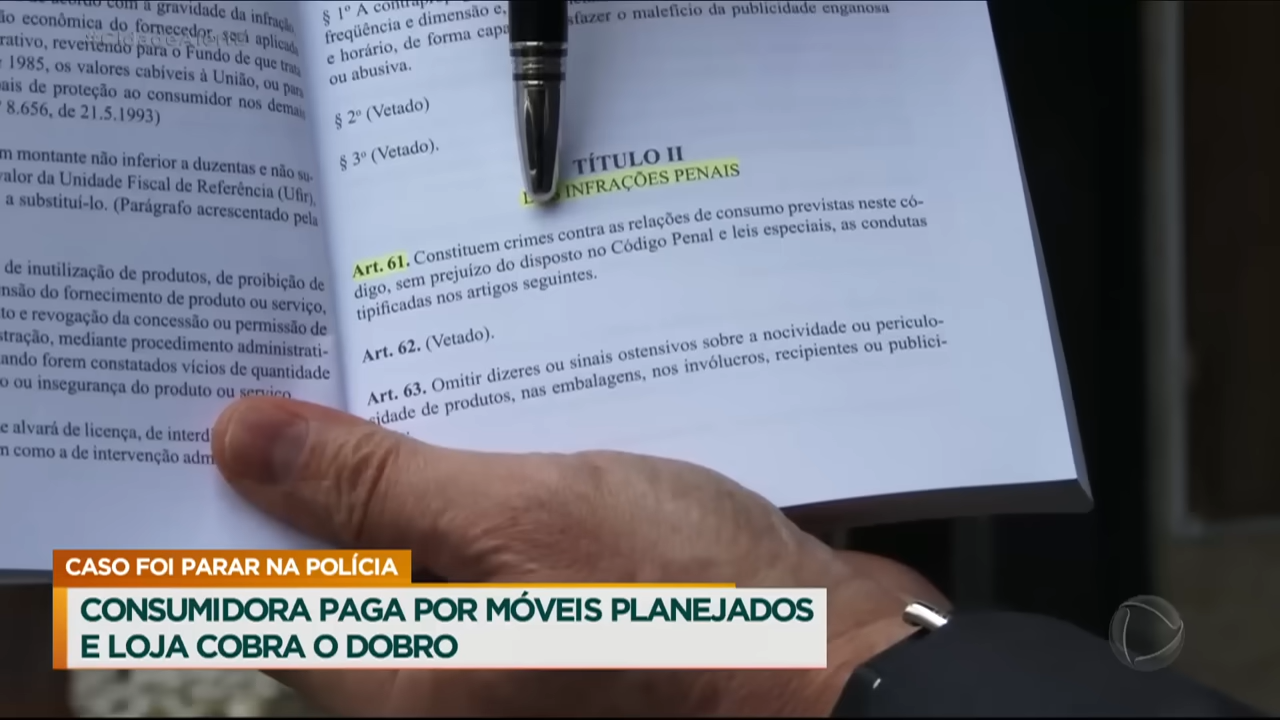 #CidadeAlerta
acordo com a gravidade da infração
ão econômica do fornecedor, será aplicada
rativo, revertendo para o Fundo de que trata
1985, os valores cabíveis à União, ou para
ais de proteção ao consumidor nos demais
8.656, de 21.5.1993)
m montante não inferior a duzentas e não su-
valor da Unidade Fiscal de Referência (Ufir),
a substituí-lo. (Parágrafo acrescentado pela
de inutilização de produtos, de proibição de
nsão do fornecimento de produto ou serviço,
to e revogação da concessão ou permissão de
stração, mediante procedimento administrati-
ando forem constatados vícios de quantidade
o ou insegurança do produto ou serviço.
e alvará de licença, de interd
m como a de intervenção adm
§ 1º A contrap
freqüência e dimensão e, sfazer o malefício da publicidade enganosa
e horário, de forma capa
ou abusiva.
§ 2º (Vetado)
§ 3º (Vetado).
TÍTULO II
INFRAÇÕES PENAIS
Art. 61. Constituem crimes contra as relações de consumo previstas neste có-
digo, sem prejuízo do disposto no Código Penal e leis especiais, as condutas
tipificadas nos artigos seguintes.
Art. 62. (Vetado).
Art. 63. Omitir dizeres ou sinais ostensivos sobre a nocividade ou periculo-
sidade de produtos, nas embalagens, nos invólucros, recipientes ou publici-
CASO FOI PARAR NA POLÍCIA
CONSUMIDORA PAGA POR MÓVEIS PLANEJADOS
E LOJA COBRA O DOBRO